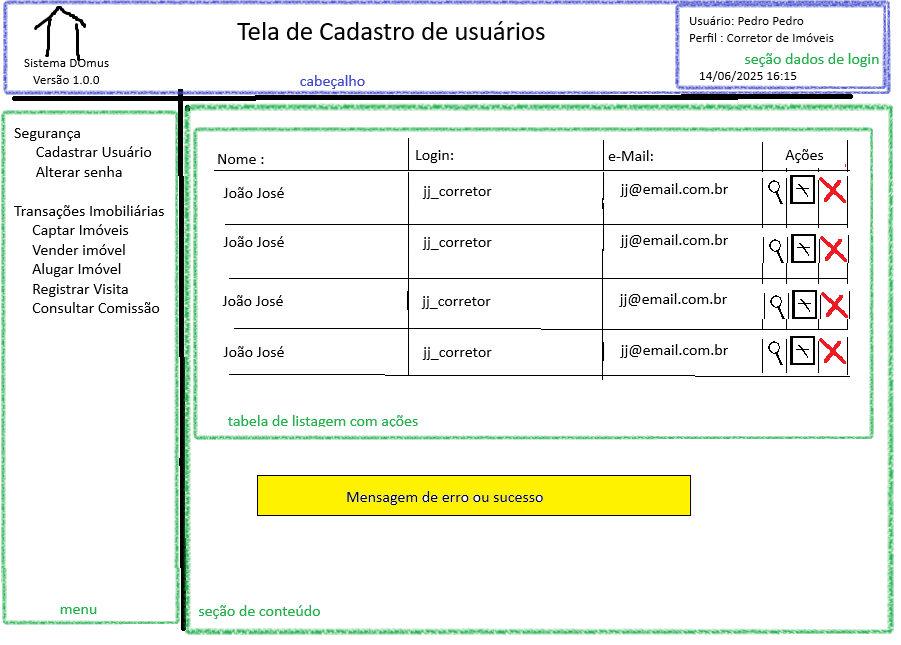 Sistema DOmus
Versão 1.0.0
Tela de Cadastro de usuários
cabeçalho
Usuário: Pedro Pedro
Perfil : Corretor de Imóveis
seção dados de login
14/06/2025 16:15
Segurança
Cadastrar Usuário
Alterar senha
Transações Imobiliárias
Captar Imóveis
Vender imóvel
Alugar Imóvel
Registrar Visita
Consultar Comissão
menu
Nome : Login: e-Mail: Ações
João José jj_corretor jj@email.com.br
João José jj_corretor jj@email.com.br
João José jj_corretor jj@email.com.br
João José jj_corretor jj@email.com.br
tabela de listagem com ações
Mensagem de erro ou sucesso
seção de conteúdo